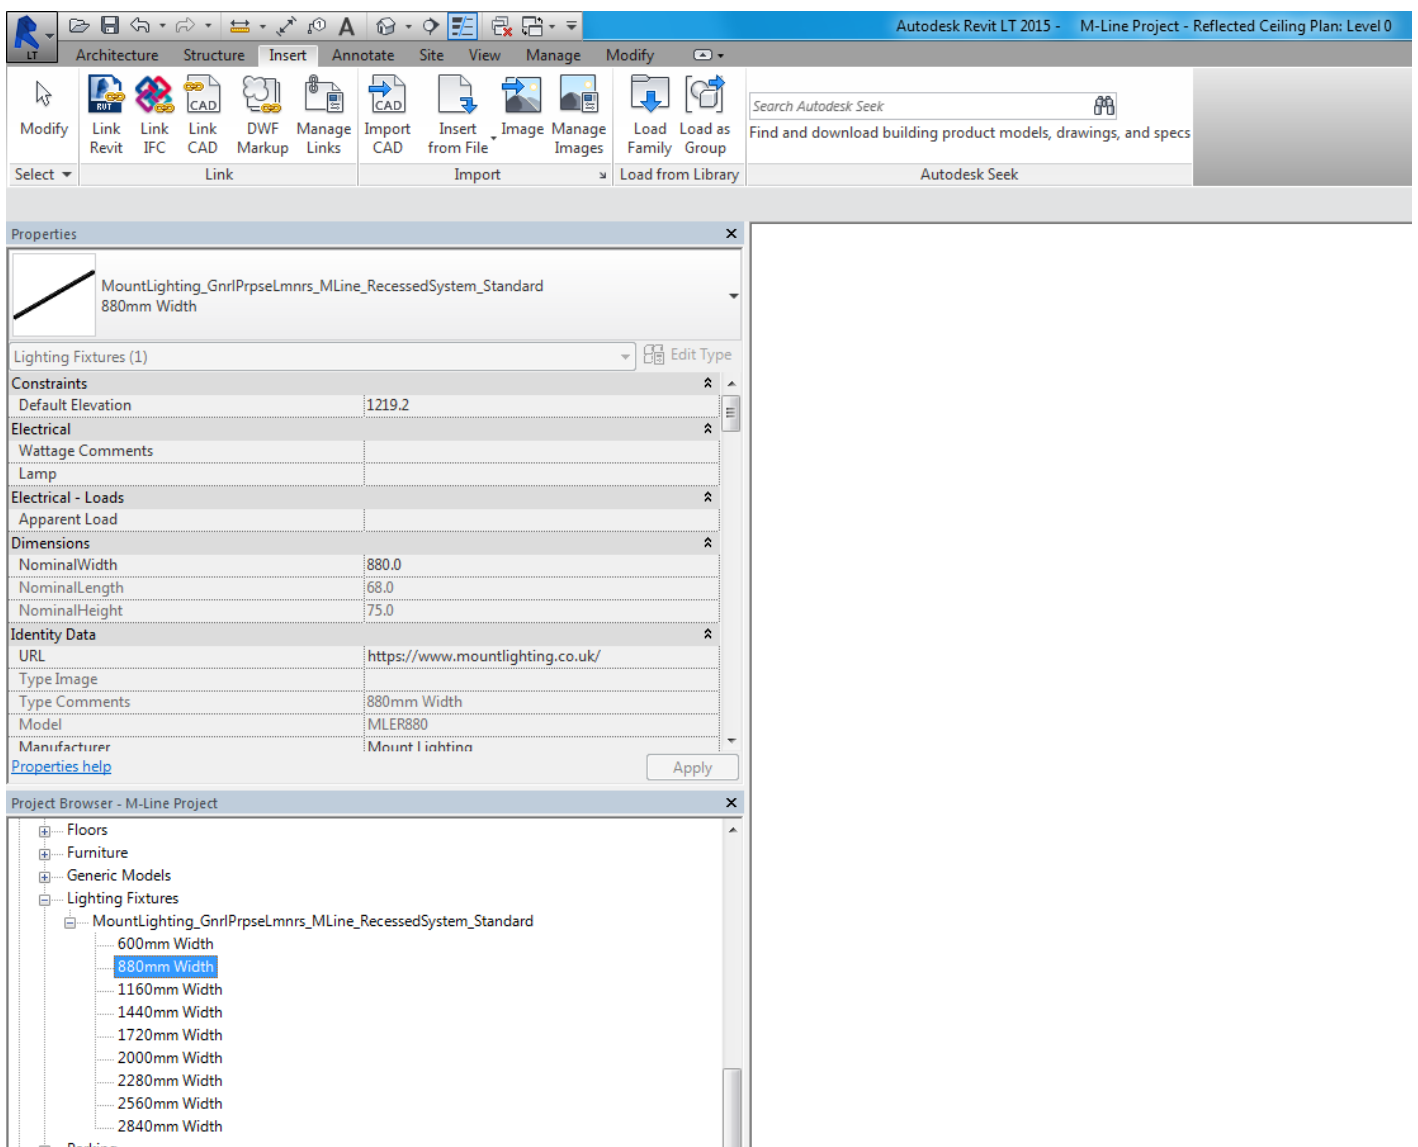 LT
A
Autodesk Revit LT 2015 -    M-Line Project - Reflected Ceiling Plan: Level 0
Architecture Structure Insert Annotate Site View Manage Modify
RVT CAD CAD
Modify Link Revit Link IFC Link CAD DWF Markup Manage Links Import CAD Insert from File Image Manage Images Load Family Load as Group
Search Autodesk Seek
Find and download building product models, drawings, and specs
Select Link Import Load from Library Autodesk Seek
Properties
MountLighting_GnrlPrpseLmnrs_MLine_RecessedSystem_Standard
880mm Width
Lighting Fixtures (1) Edit Type
Constraints
Default Elevation 1219.2
Electrical
Wattage Comments
Lamp
Electrical - Loads
Apparent Load
Dimensions
NominalWidth 880.0
NominalLength 68.0
NominalHeight 75.0
Identity Data
URL https://www.mountlighting.co.uk/
Type Image
Type Comments 880mm Width
Model MLER880
Manufacturer Mount Lighting
Properties help Apply
Project Browser - M-Line Project
Floors
Furniture
Generic Models
Lighting Fixtures
MountLighting_GnrlPrpseLmnrs_MLine_RecessedSystem_Standard
600mm Width
880mm Width
1160mm Width
1440mm Width
1720mm Width
2000mm Width
2280mm Width
2560mm Width
2840mm Width
Parking